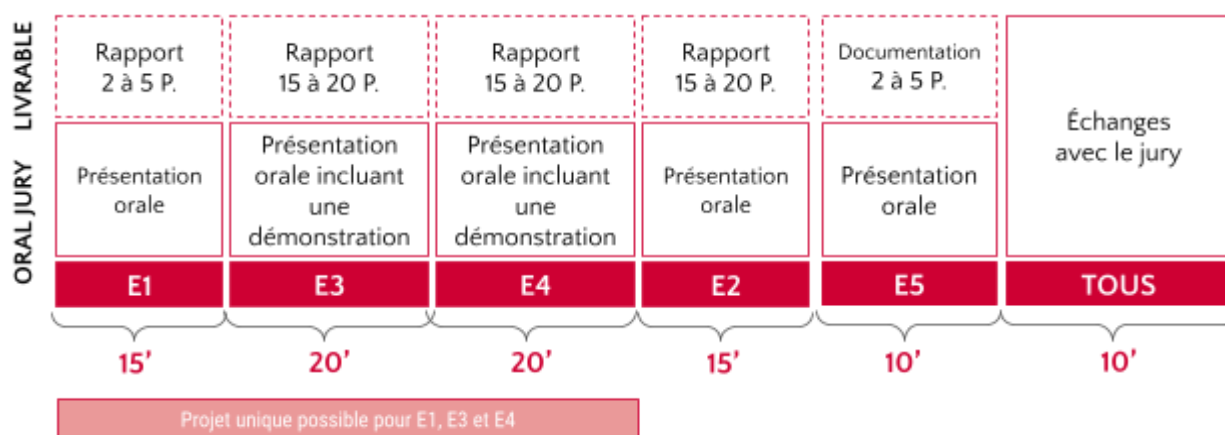 LIVRABLE
Rapport
2 à 5 P.
Rapport
15 à 20 P.
Rapport
15 à 20 P.
Rapport
15 à 20 P.
Documentation
2 à 5 P.
Échanges
avec le jury
ORAL JURY
Présentation
orale
Présentation
orale incluant
une
démonstration
Présentation
orale incluant
une
démonstration
Présentation
orale
Présentation
orale
E1
E3
E4
E2
E5
TOUS
15’
20’
20’
15’
10’
10’
Projet unique possible pour E1, E3 et E4